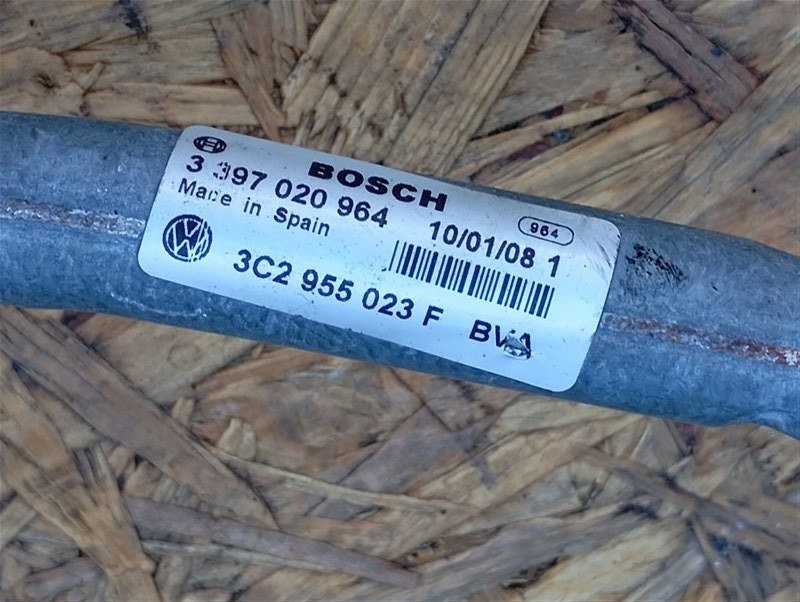 BOSCH
3 397 020 964
964
Made in Spain
10/01/08 1
3C2 955 023 F BVA